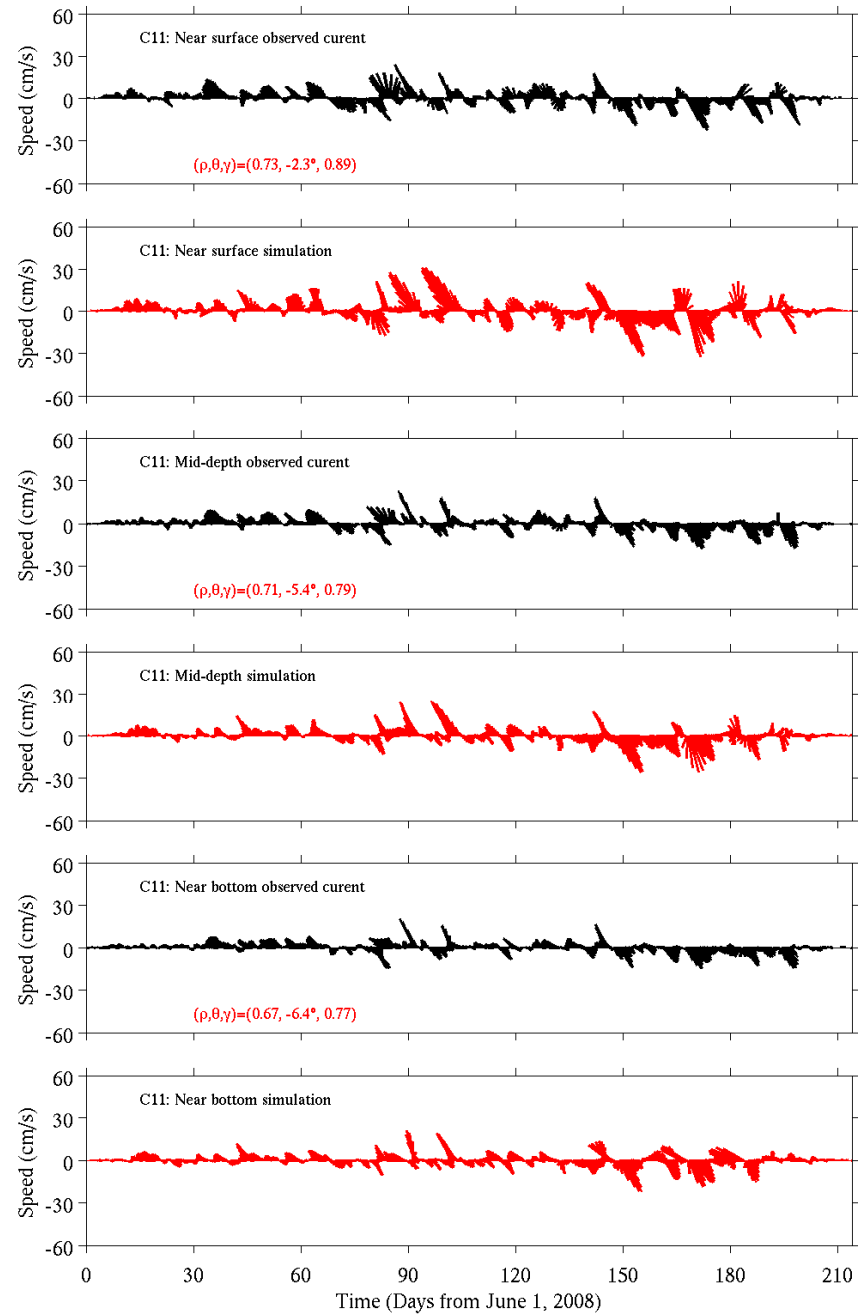 60
C11: Near surface observed curent
30
0
-30
(ρ,θ,γ)=(0.73, -2.3°, 0.89)
-60
Speed (cm/s)
60
C11: Near surface simulation
30
0
-30
-60
Speed (cm/s)
60
C11: Mid-depth observed curent
30
0
-30
(ρ,θ,γ)=(0.71, -5.4°, 0.79)
-60
Speed (cm/s)
60
C11: Mid-depth simulation
30
0
-30
-60
Speed (cm/s)
60
C11: Near bottom observed curent
30
0
-30
(ρ,θ,γ)=(0.67, -6.4°, 0.77)
-60
Speed (cm/s)
60
C11: Near bottom simulation
30
0
-30
-60
Speed (cm/s)
0 30 60 90 120 150 180 210
Time (Days from June 1, 2008)